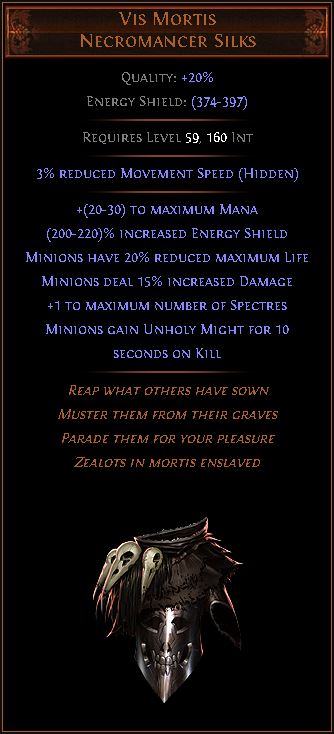 Vis Mortis
Necromancer Silks
Quality: +20%
Energy Shield: (374-397)
Requires Level 59, 160 Int
3% reduced Movement Speed (Hidden)
+(20-30) to maximum Mana
(200-220)% increased Energy Shield
Minions have 20% reduced maximum Life
Minions deal 15% increased Damage
+1 to maximum number of Spectres
Minions gain Unholy Might for 10
seconds on Kill
Reap what others have sown
Muster them from their graves
Parade them for your pleasure
Zealots in mortis enslaved